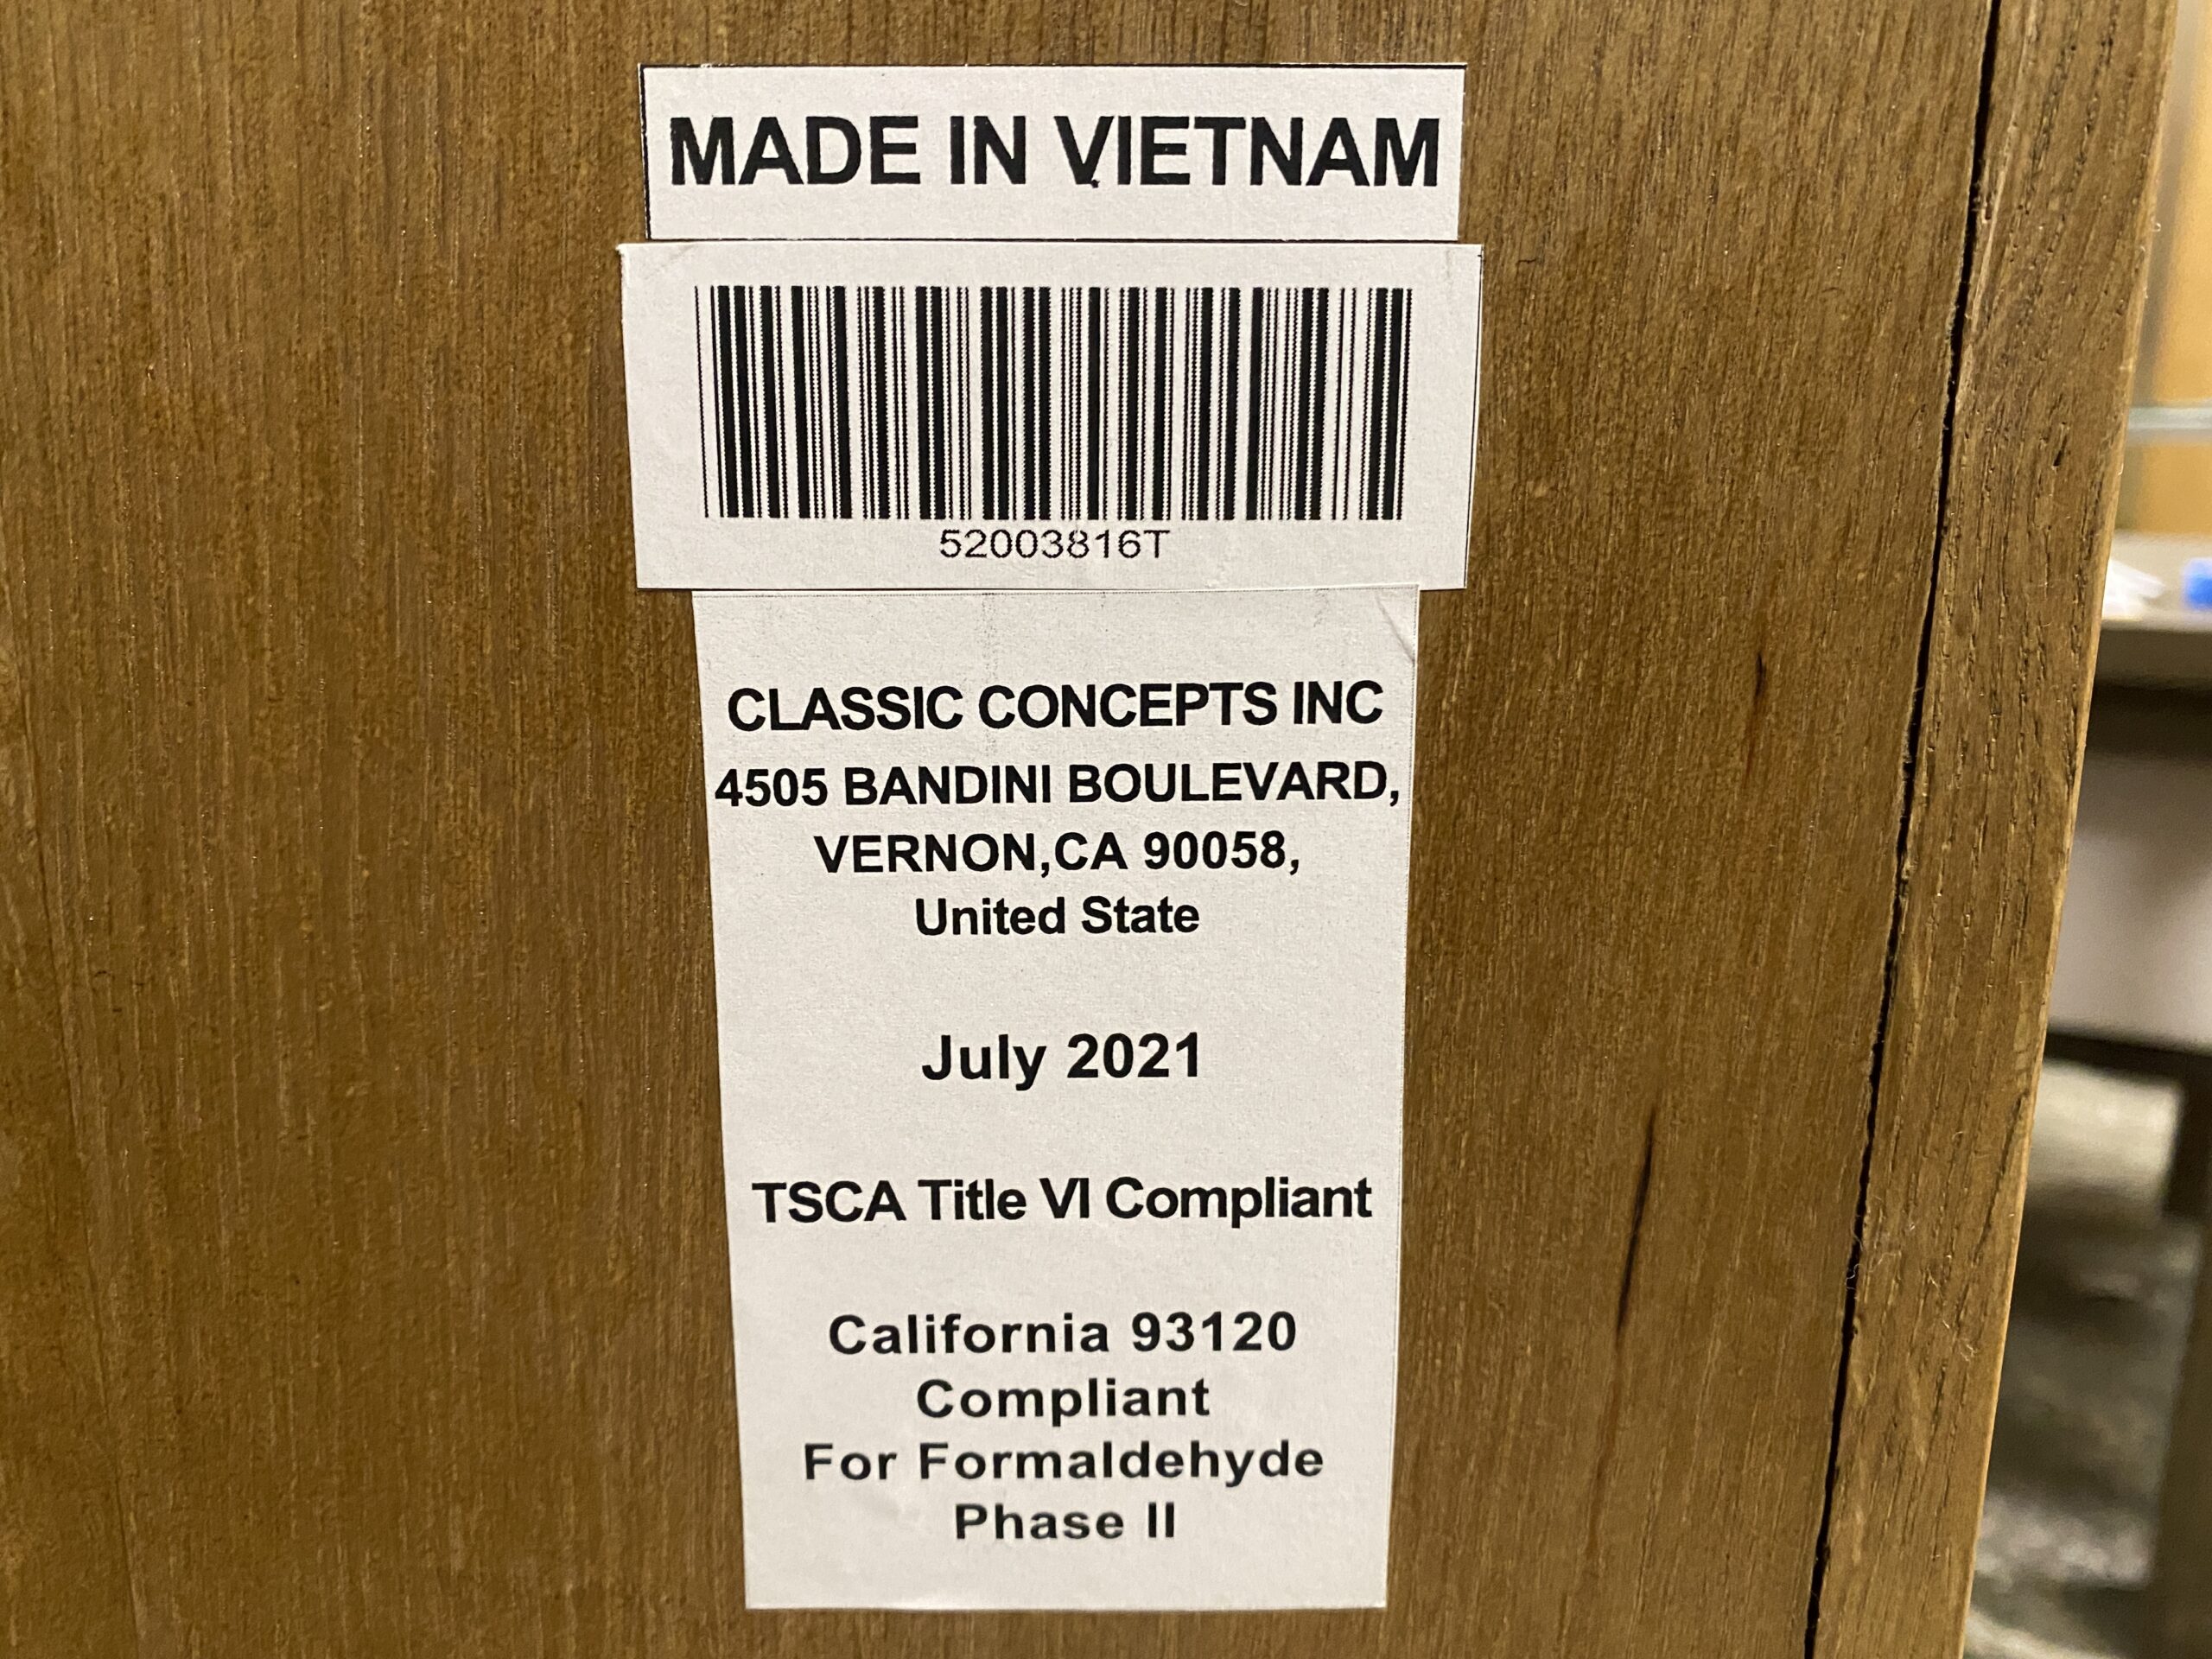 MADE IN VIETNAM
52003816T
CLASSIC CONCEPTS INC
4505 BANDINI BOULEVARD,
VERNON,CA 90058,
United State
July 2021
TSCA Title VI Compliant
California 93120
Compliant
For Formaldehyde
Phase II